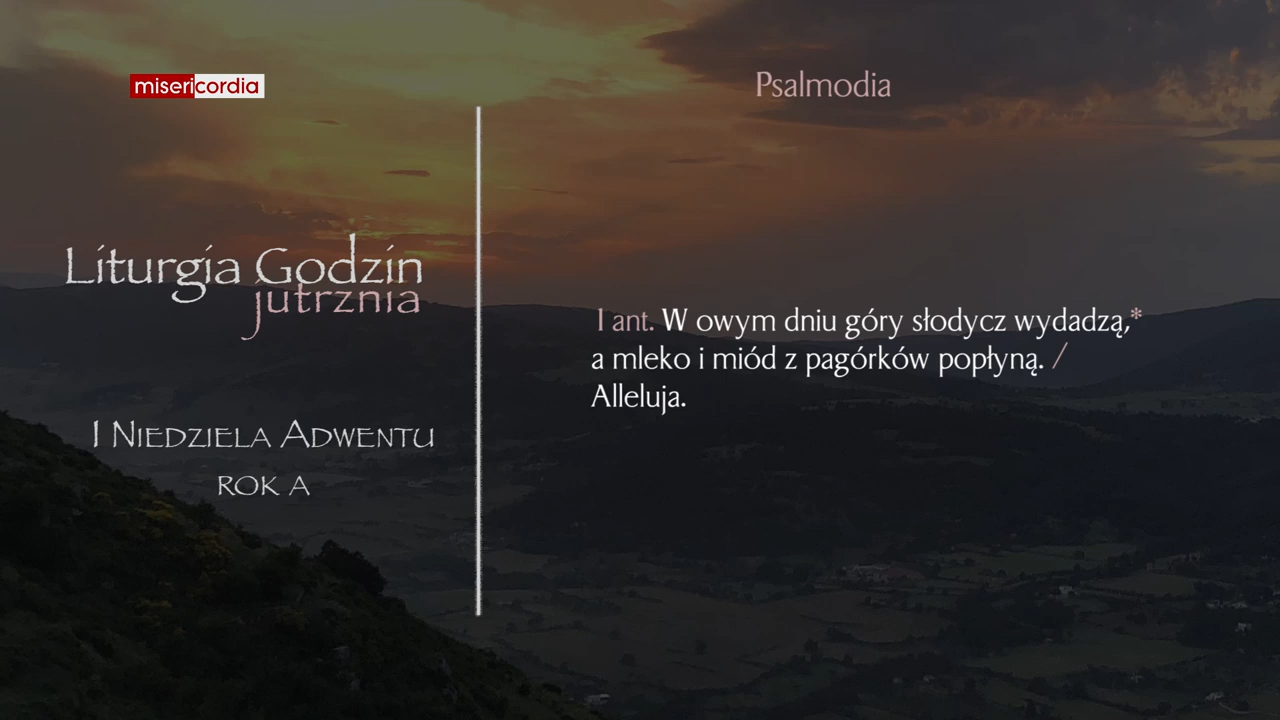 misericordia
Psalmodia
Liturgia Godzin
jutrznia
I Niedziela Adwentu
rok A
I ant. W owym dniu góry słodycz wydadzą,*
a mleko i miód z pagórków popłyną. /
Alleluja.